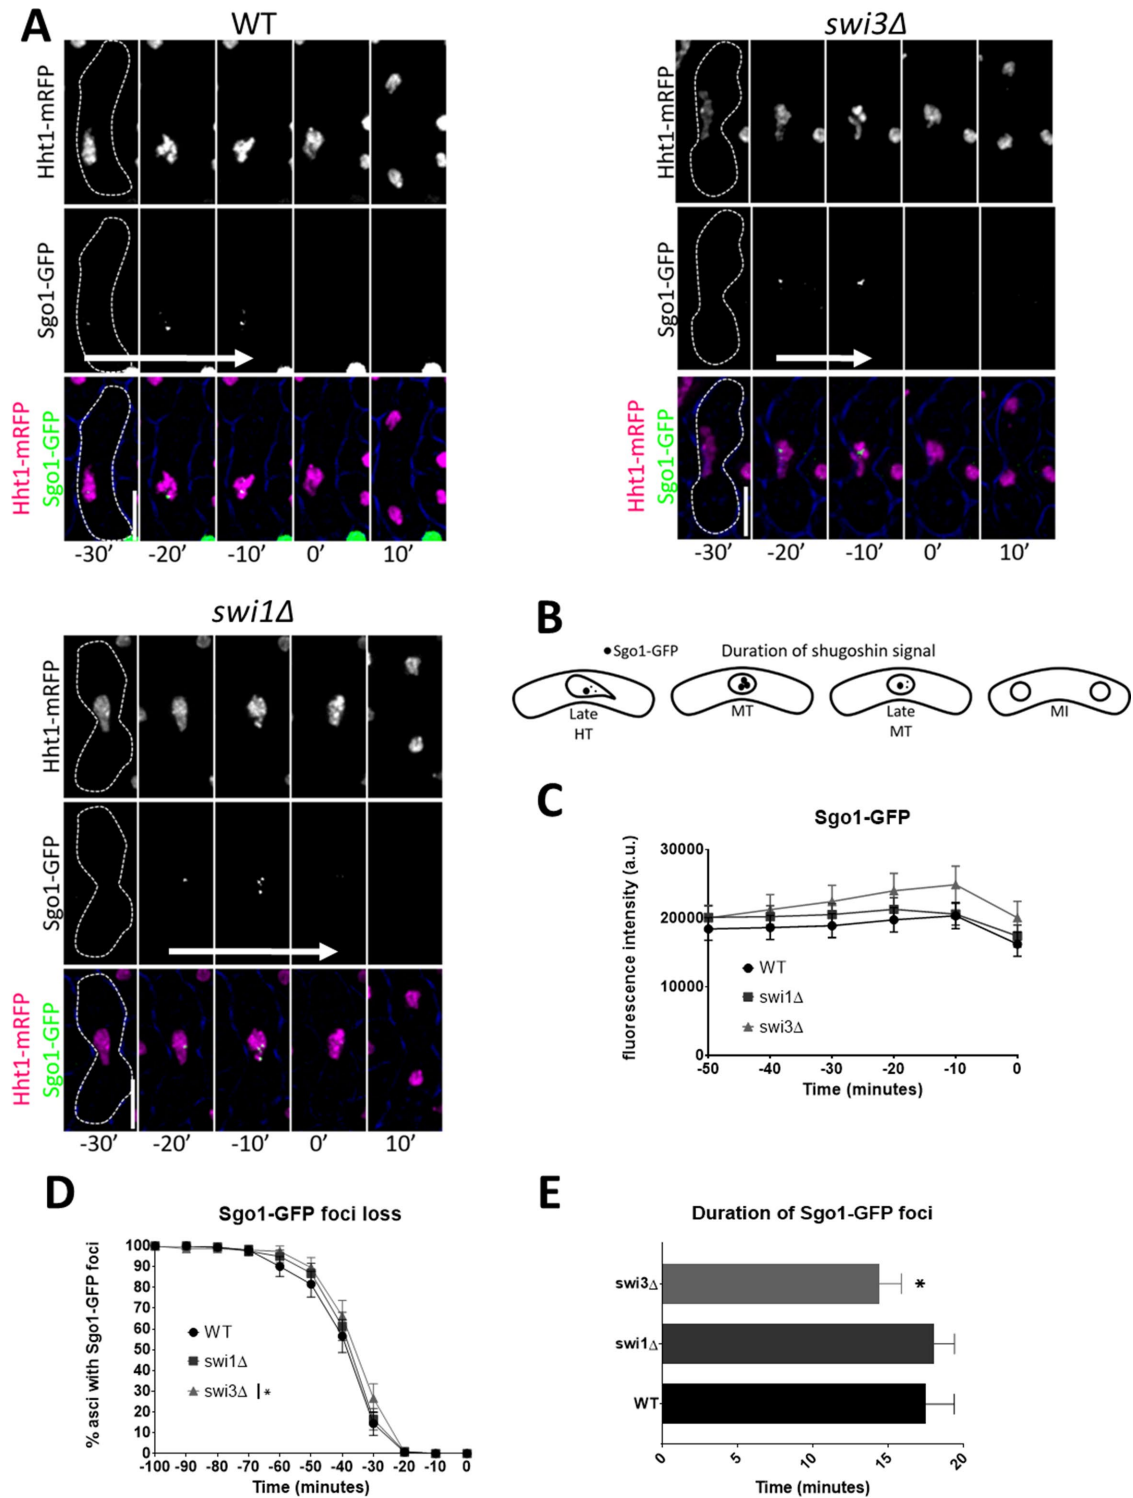 A
WT
Hht1-mRFP
Sgo1-GFP
Hht1-mRFP
Sgo1-GFP
-30’ -20’ -10’ 0’ 10’
swi3Δ
Hht1-mRFP
Sgo1-GFP
Hht1-mRFP
Sgo1-GFP
-30’ -20’ -10’ 0’ 10’
swi1Δ
Hht1-mRFP
Sgo1-GFP
Hht1-mRFP
Sgo1-GFP
-30’ -20’ -10’ 0’ 10’
B
Sgo1-GFP Duration of shugoshin signal
Late
HT
MT
Late
MT
MI
C
Sgo1-GFP
fluorescence intensity (a.u.)
30000
20000
10000
0
WT
swi1Δ
swi3Δ
-50 -40 -30 -20 -10 0
Time (minutes)
D
Sgo1-GFP foci loss
% asci with Sgo1-GFP foci
100
90
80
70
60
50
40
30
20
10
0
WT
swi1Δ
swi3Δ *
-100 -90 -80 -70 -60 -50 -40 -30 -20 -10 0
Time (minutes)
E
Duration of Sgo1-GFP foci
swi3Δ *
swi1Δ
WT
0 5 10 15 20
Time (minutes)